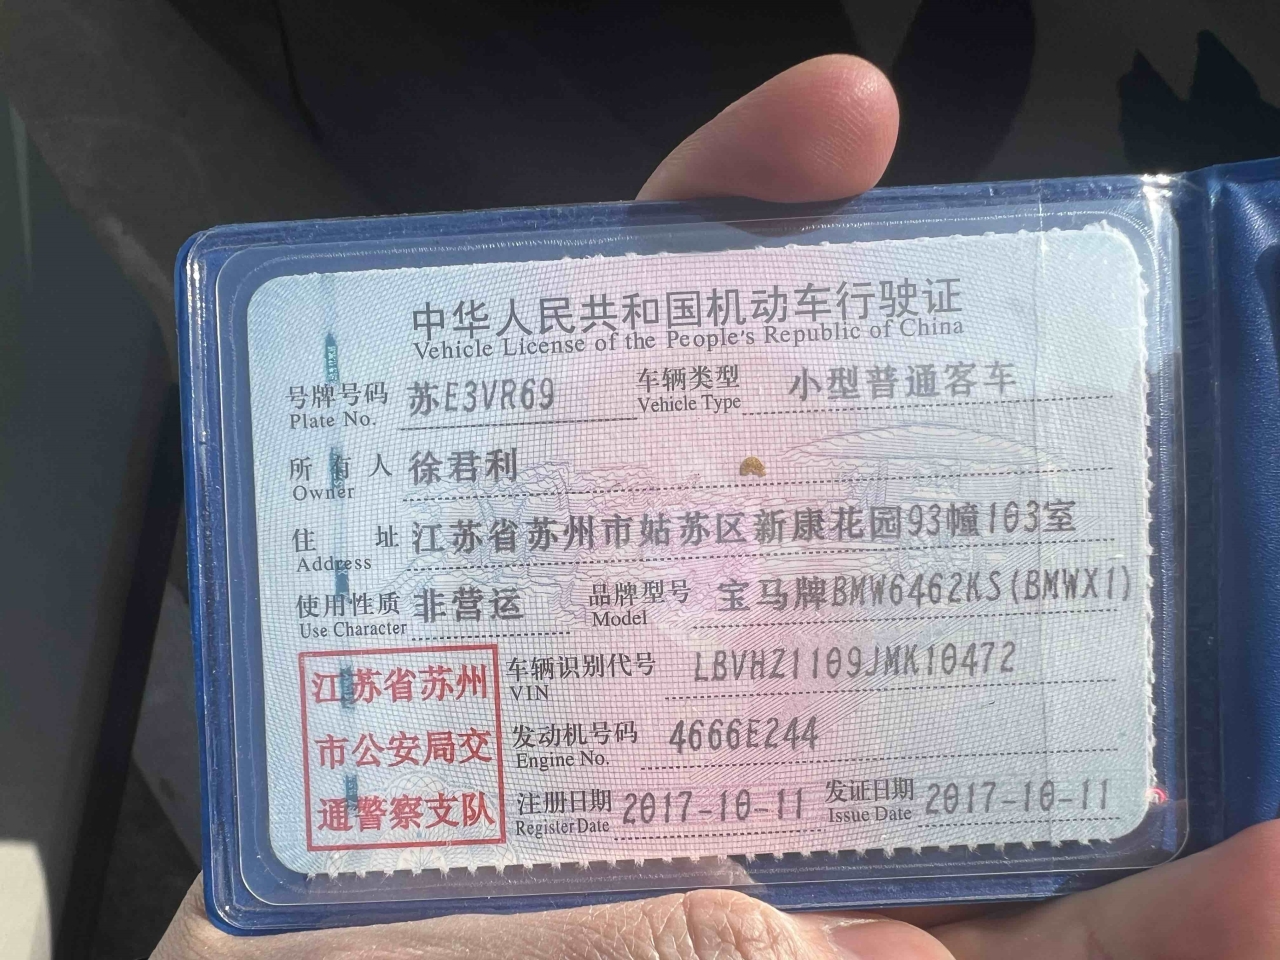 中华人民共和国机动车行驶证
Vehicle License of the People's Republic of China
号牌号码 苏E3VR69 车辆类型 小型普通客车
Plate No. Vehicle Type
所有人 徐君利
Owner
住址 江苏省苏州市姑苏区新康花园93幢103室
Address
使用性质 非营运 品牌型号 宝马牌BMW6462KS(BMWX1)
Use Character Model
江苏省苏州
市公安局交
通警察支队
车辆识别代号 LBVHZ1109JMK10472
VIN
发动机号码 4666E244
Engine No.
注册日期 2017-10-11 发证日期 2017-10-11
Register Date Issue Date